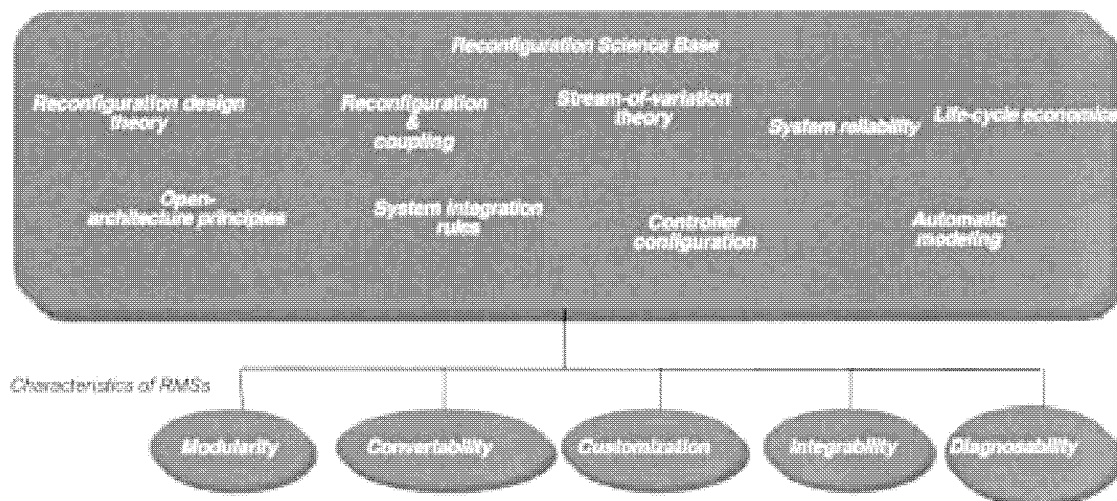 Reconfiguration Science Base
Reconfiguration design
theory
Reconfiguration
&
coupling
Stream-of-variation
theory
System reliability
Life-cycle economics
Open-
architecture principles
System integration
rules
Controller
configuration
Automatic
modeling
Characteristics of RMSs
Modularity
Convertability
Customization
Integrability
Diagnosability